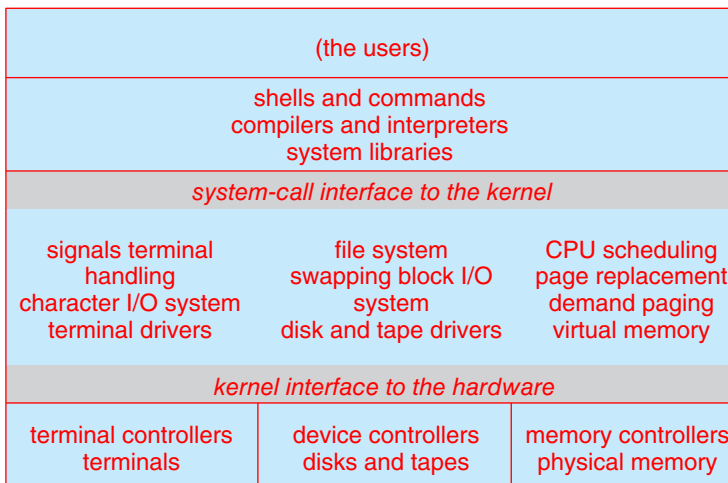 (the users)
shells and commands
compilers and interpreters
system libraries
system-call interface to the kernel
signals terminal
handling
character I/O system
terminal drivers
file system
swapping block I/O
system
disk and tape drivers
CPU scheduling
page replacement
demand paging
virtual memory
kernel interface to the hardware
terminal controllers
terminals
device controllers
disks and tapes
memory controllers
physical memory